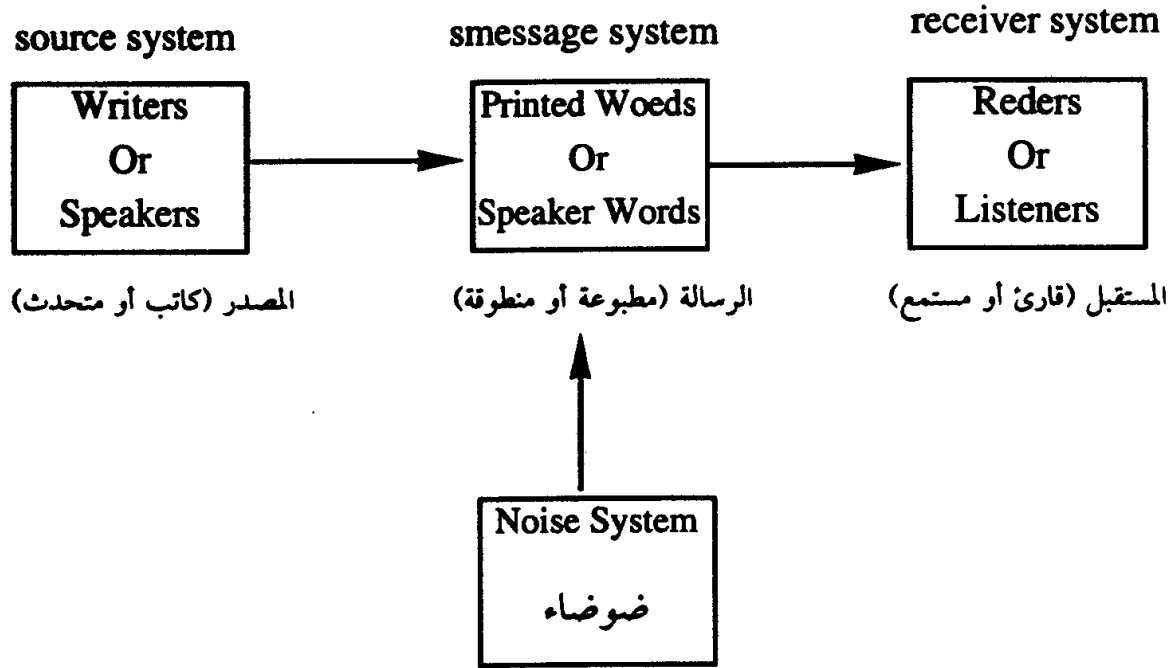 source system
smessage system
receiver system
Writers
Or
Speakers
Printed Woeds
Or
Speaker Words
Reders
Or
Listeners
المصدر (كاتب أو متحدث)
الرسالة (مطبوعة أو منطوقة)
المستقبل (قارئ أو مستمع)
Noise System
ضوضاء